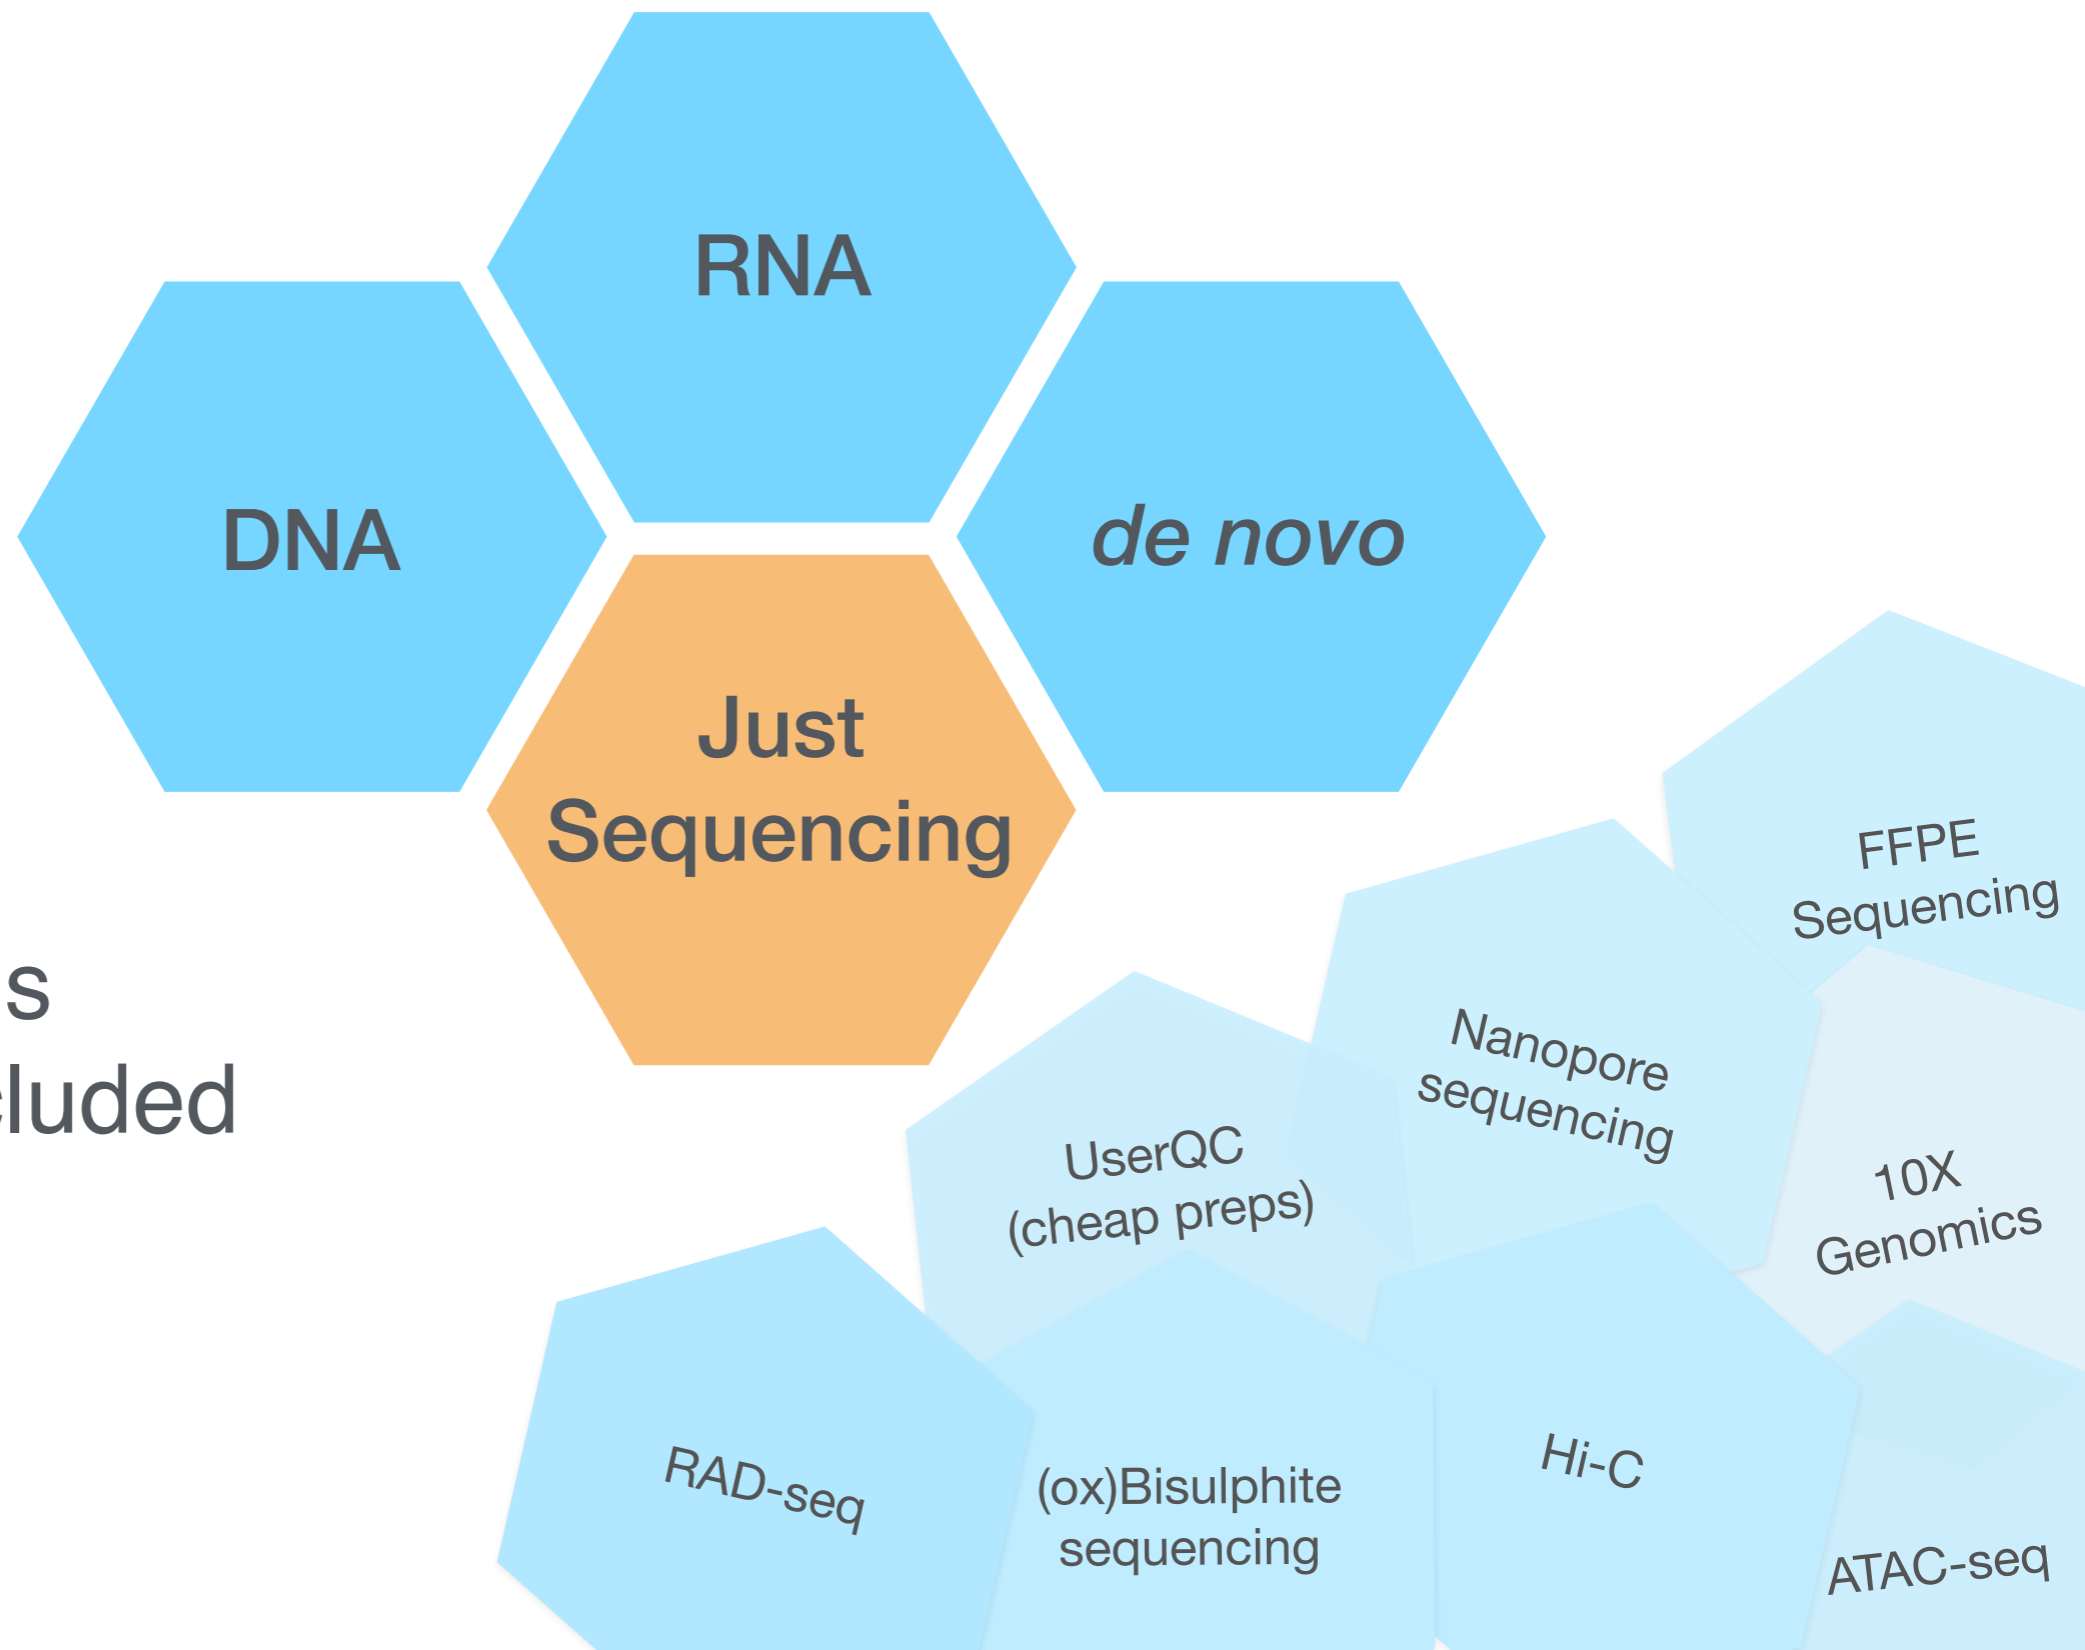 RNA
DNA
de novo
Just
Sequencing
FFPE
Sequencing
s
cluded
Nanopore
sequencing
UserQC
(cheap preps)
10X
Genomics
RAD-seq
(ox)Bisulphite
sequencing
Hi-C
ATAC-seq